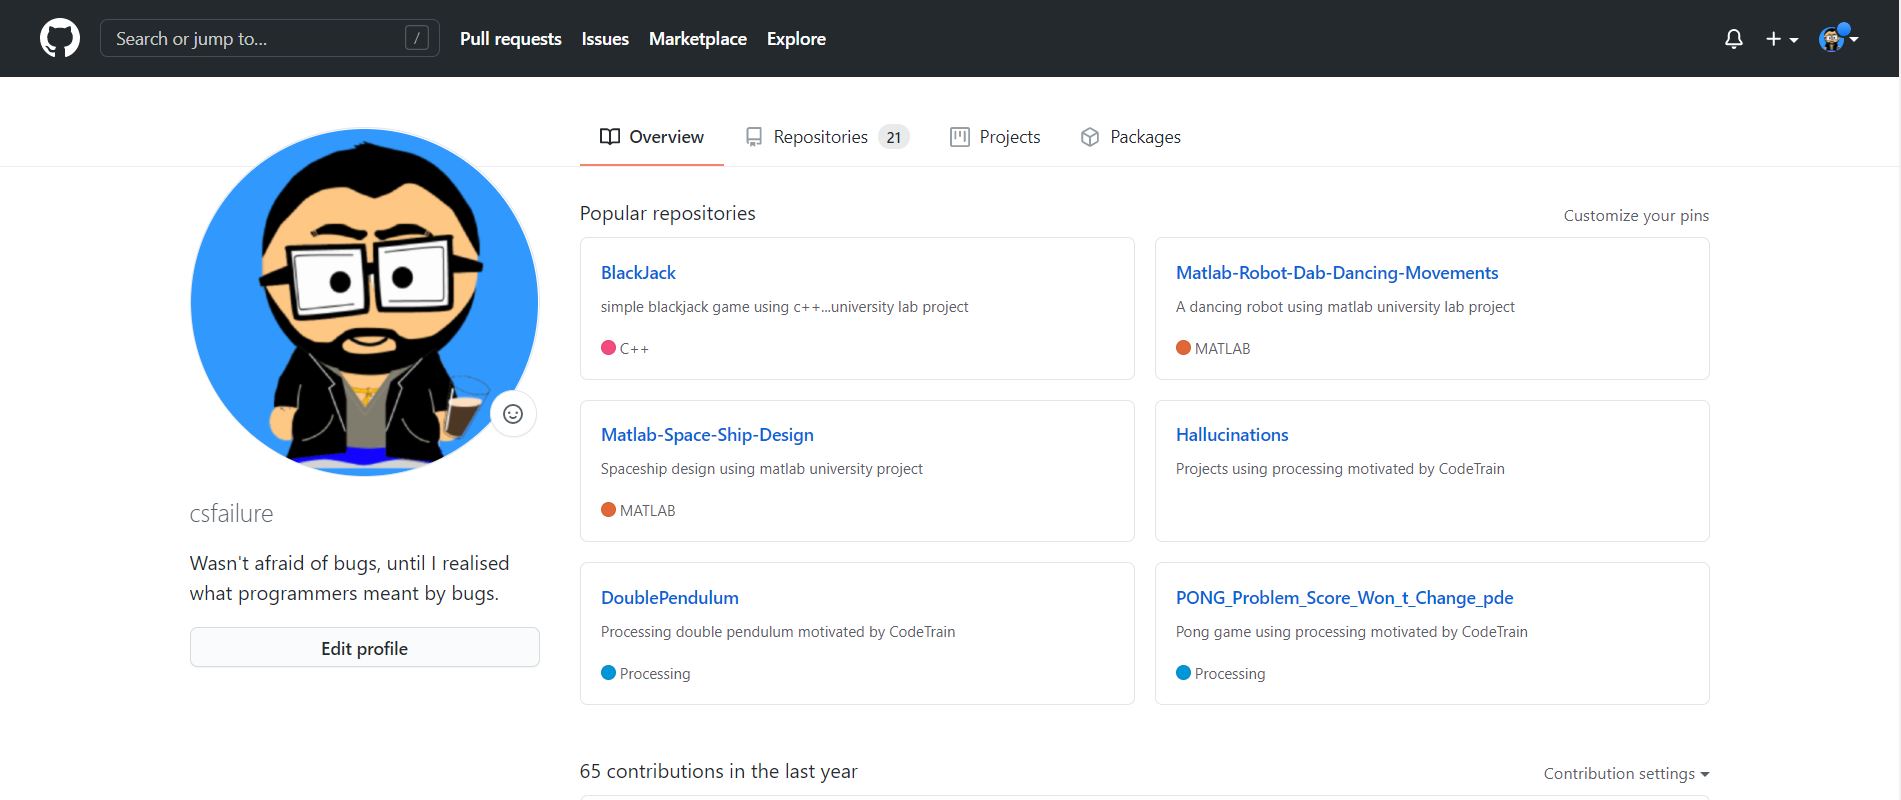 Search or jump to... /
Pull requests
Issues
Marketplace
Explore
Overview
Repositories 21
Projects
Packages
csfailure
Wasn't afraid of bugs, until I realised
what programmers meant by bugs.
Edit profile
Popular repositories
Customize your pins
BlackJack
simple blackjack game using c++...university lab project
C++
Matlab-Robot-Dab-Dancing-Movements
A dancing robot using matlab university lab project
MATLAB
Matlab-Space-Ship-Design
Spaceship design using matlab university project
MATLAB
Hallucinations
Projects using processing motivated by CodeTrain
DoublePendulum
Processing double pendulum motivated by CodeTrain
Processing
PONG_Problem_Score_Won_t_Change_pde
Pong game using processing motivated by CodeTrain
Processing
65 contributions in the last year
Contribution settings